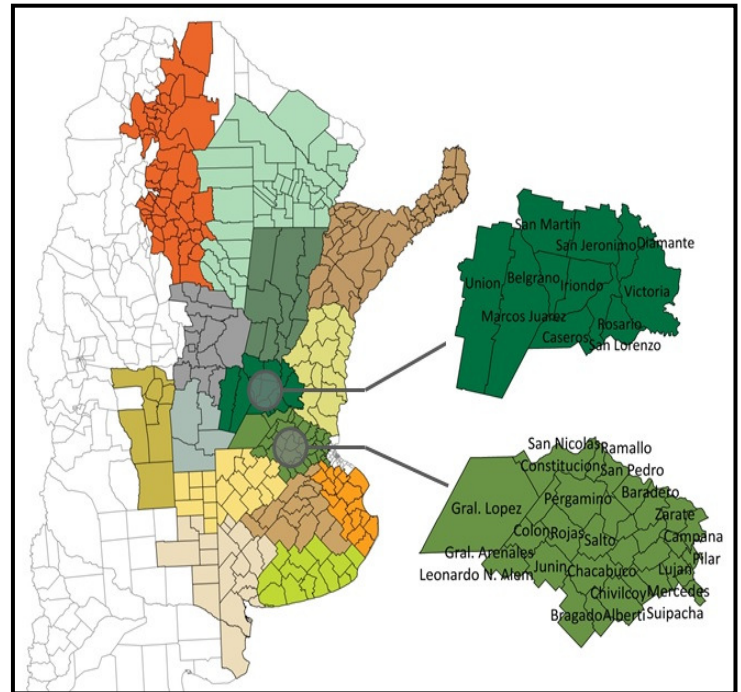 San Martin
San Jeronimo
Diamante
Union
Belgrano
Iriondo
Victoria
Marcos Juarez
Rosario
Caseros
San Lorenzo
San Nicolas
Ramallo
Constitucions
San Pedro
Baradero
Gral. Lopez
Pergamino
Zarate
Colon
Rojas
Salto
Campana
Gral. Arenales
Pilar
Leonardo N. Alem
Junin
Chacabuco
Lujan
Chivilcoy
Mercedes
Bragado
Alberti
Suipacha